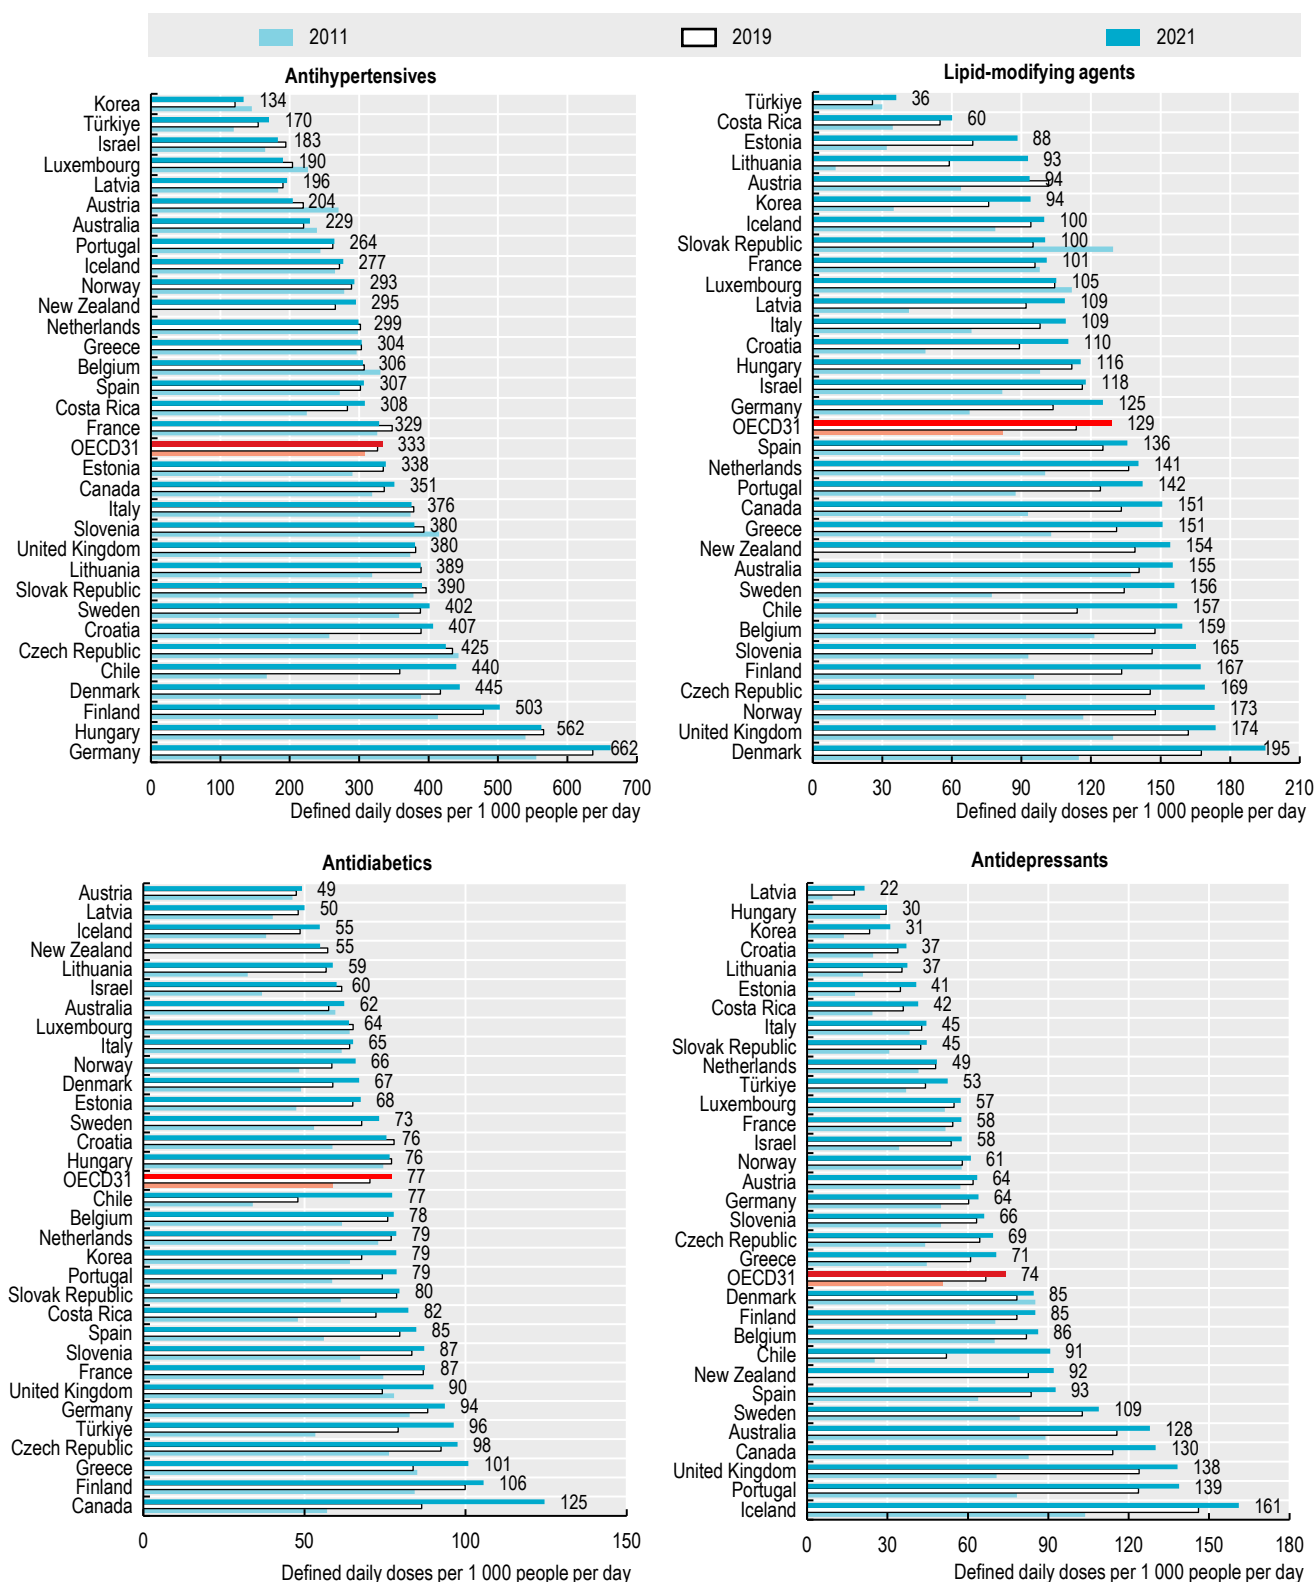 2011 2019 2021
Antihypertensives
Korea 134
Türkiye 170
Israel 183
Luxembourg 190
Latvia 196
Austria 204
Australia 229
Portugal 264
Iceland 277
Norway 293
New Zealand 295
Netherlands 299
Greece 304
Belgium 306
Spain 307
Costa Rica 308
France 329
OECD31 333
Estonia 338
Canada 351
Italy 376
Slovenia 380
United Kingdom 380
Lithuania 389
Slovak Republic 390
Sweden 402
Croatia 407
Czech Republic 425
Chile 440
Denmark 445
Finland 503
Hungary 562
Germany 662
0 100 200 300 400 500 600 700
Defined daily doses per 1 000 people per day
Lipid-modifying agents
Türkiye 36
Costa Rica 60
Estonia 88
Lithuania 93
Austria 94
Korea 94
Iceland 100
Slovak Republic 100
France 101
Luxembourg 105
Latvia 109
Italy 109
Croatia 110
Hungary 116
Israel 118
Germany 125
OECD31 129
Spain 136
Netherlands 141
Portugal 142
Canada 151
Greece 151
New Zealand 154
Australia 155
Sweden 156
Chile 157
Belgium 159
Slovenia 165
Finland 167
Czech Republic 169
Norway 173
United Kingdom 174
Denmark 195
0 30 60 90 120 150 180 210
Defined daily doses per 1 000 people per day
Antidiabetics
Austria 49
Latvia 50
Iceland 55
New Zealand 55
Lithuania 59
Israel 60
Australia 62
Luxembourg 64
Italy 65
Norway 66
Denmark 67
Estonia 68
Sweden 73
Croatia 76
Hungary 76
OECD31 77
Chile 77
Belgium 78
Netherlands 79
Korea 79
Portugal 79
Slovak Republic 80
Costa Rica 82
Spain 85
Slovenia 87
France 87
United Kingdom 90
Germany 94
Türkiye 96
Czech Republic 98
Greece 101
Finland 106
Canada 125
0 50 100 150
Defined daily doses per 1 000 people per day
Antidepressants
Latvia 22
Hungary 30
Korea 31
Croatia 37
Lithuania 37
Estonia 41
Costa Rica 42
Italy 45
Slovak Republic 45
Netherlands 49
Türkiye 53
Luxembourg 57
France 58
Israel 58
Norway 61
Austria 64
Germany 64
Slovenia 66
Czech Republic 69
Greece 71
OECD31 74
Denmark 85
Finland 85
Belgium 86
Chile 91
New Zealand 92
Spain 93
Sweden 109
Australia 128
Canada 130
United Kingdom 138
Portugal 139
Iceland 161
0 30 60 90 120 150 180
Defined daily doses per 1 000 people per day